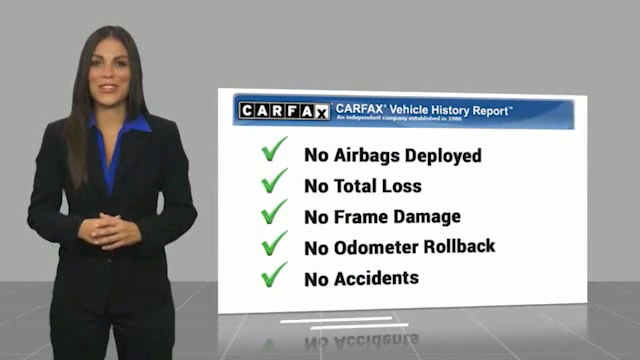 CARFAX CARFAX® Vehicle History Report™
An independent company established in 1986
No Airbags Deployed
No Total Loss
No Frame Damage
No Odometer Rollback
No Accidents